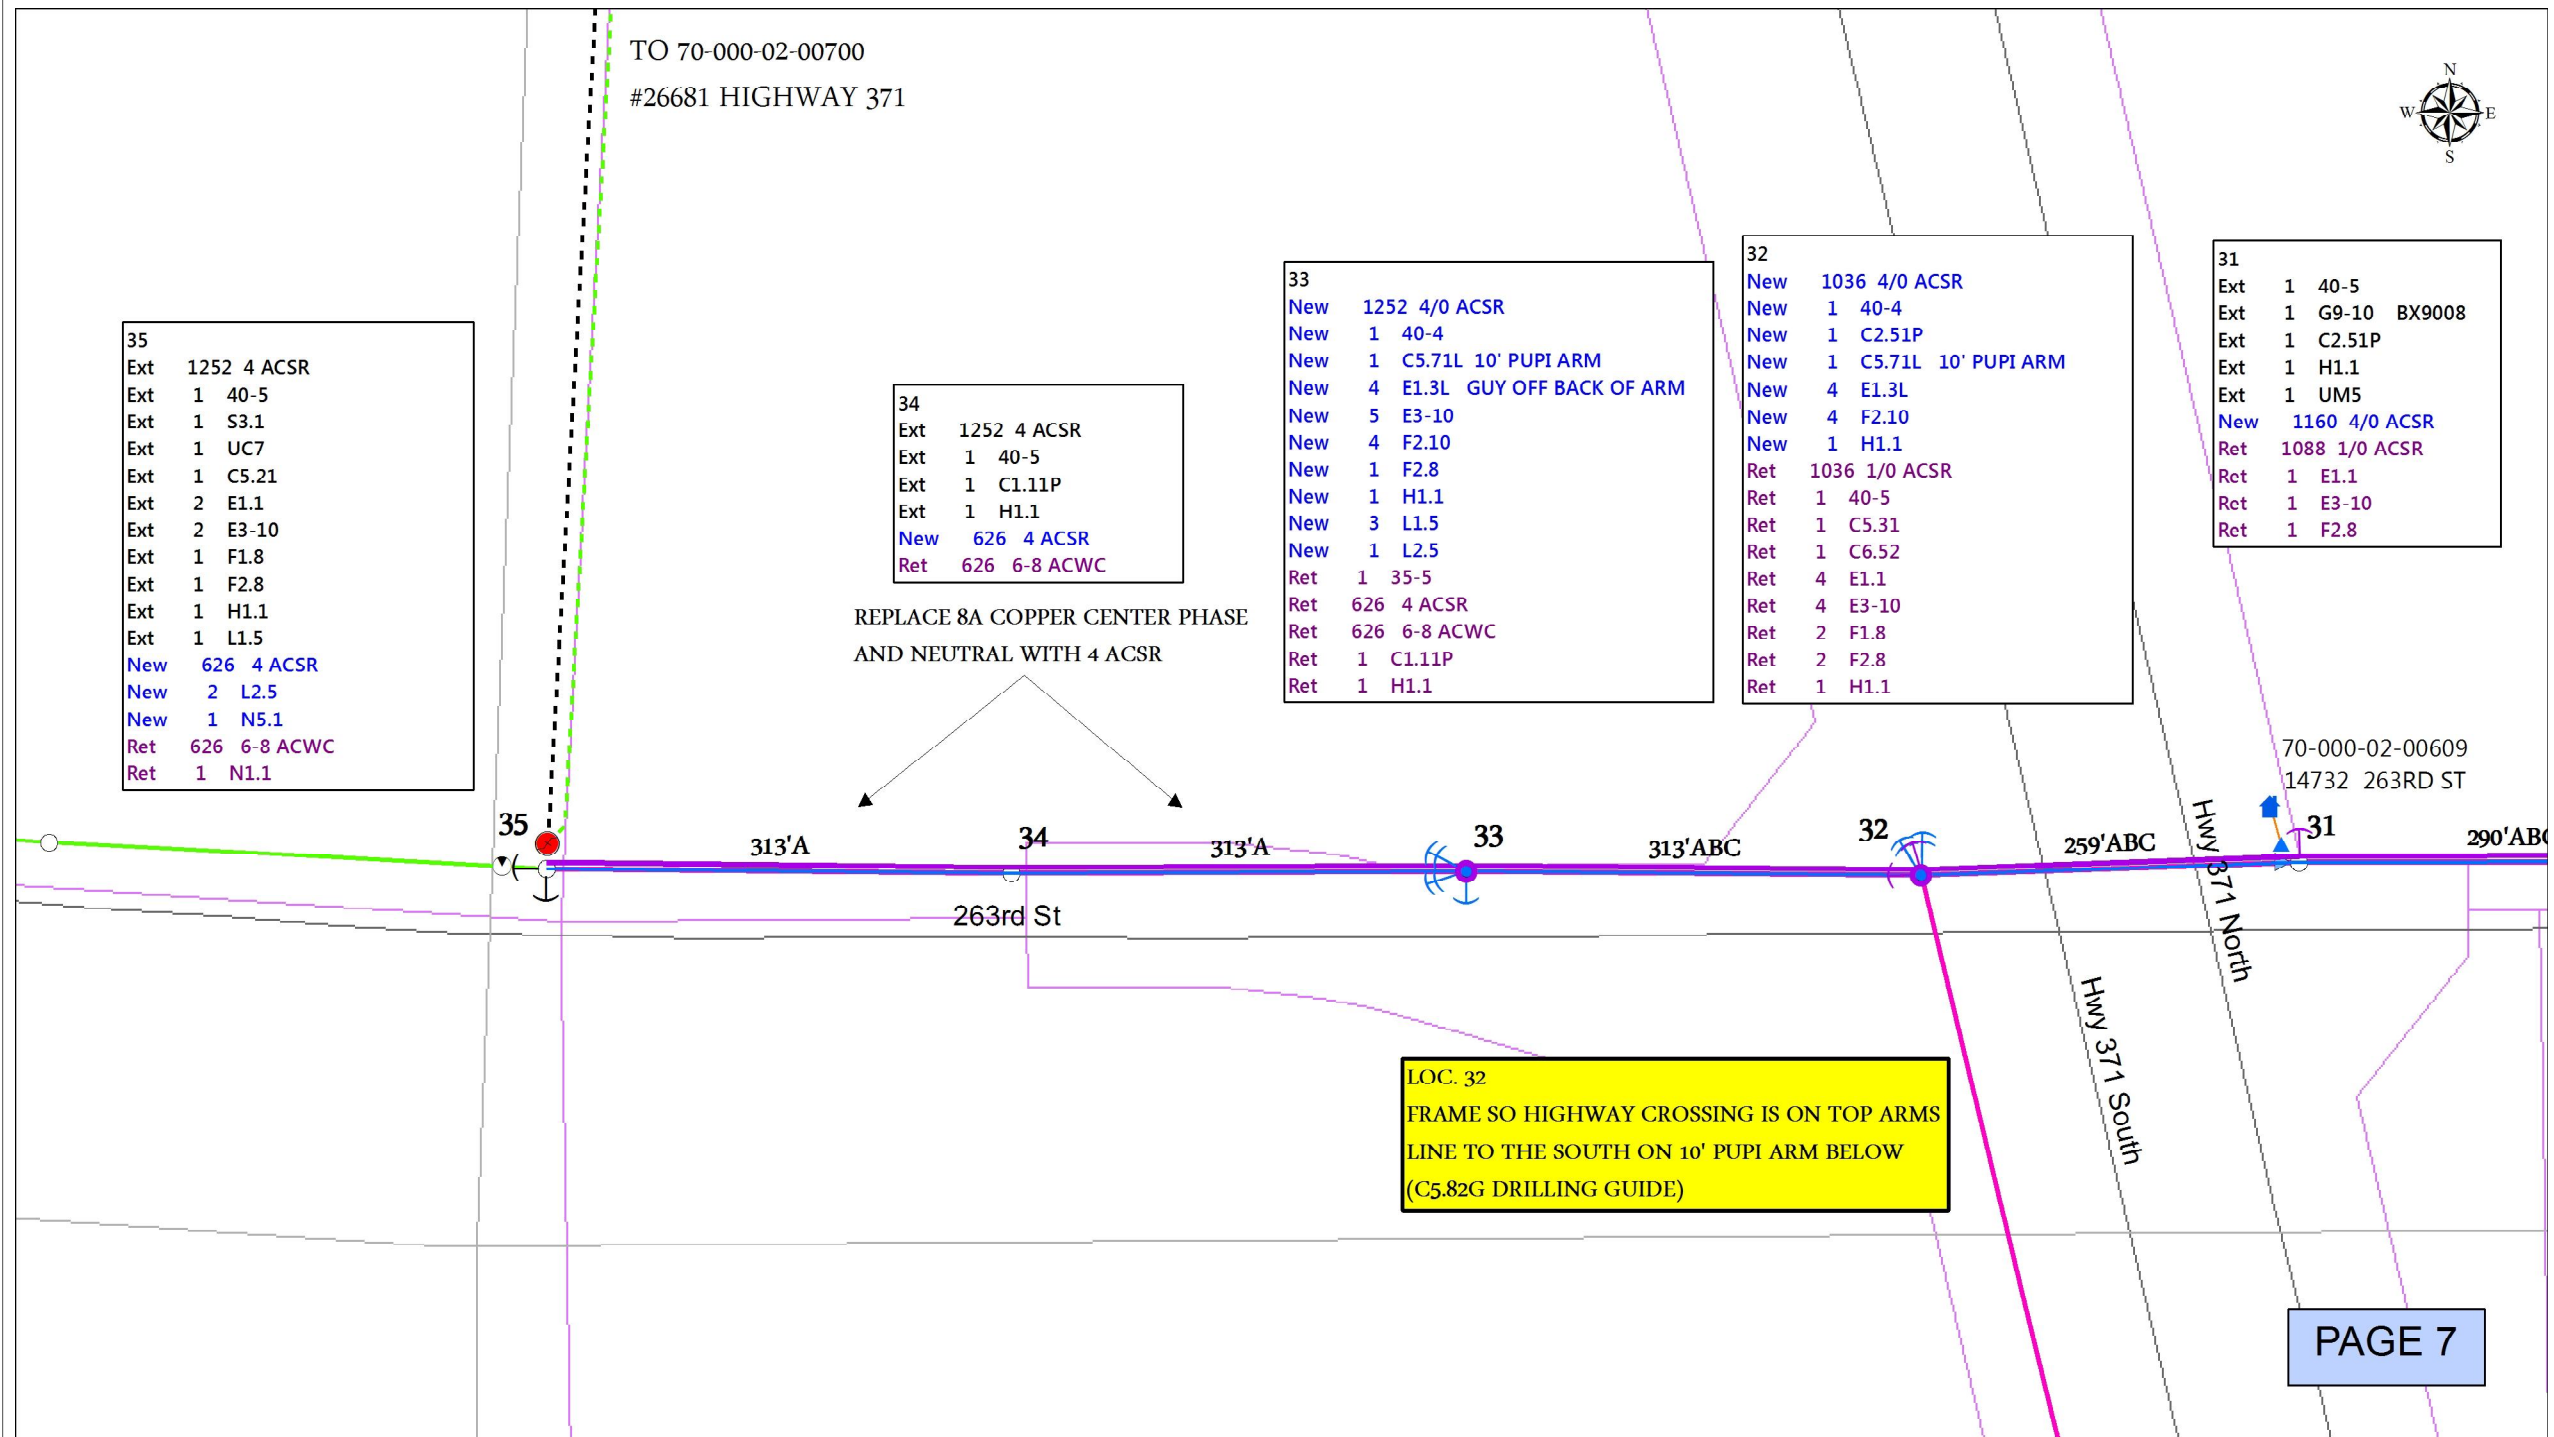 TO 70-000-02-00700
#26681 HIGHWAY 371
N
W E
S
35
Ext 1252 4 ACSR
Ext 1 40-5
Ext 1 S3.1
Ext 1 UC7
Ext 1 C5.21
Ext 2 E1.1
Ext 2 E3-10
Ext 1 F1.8
Ext 1 F2.8
Ext 1 H1.1
Ext 1 L1.5
New 626 4 ACSR
New 2 L2.5
New 1 N5.1
Ret 626 6-8 ACWC
Ret 1 N1.1
34
Ext 1252 4 ACSR
Ext 1 40-5
Ext 1 C1.11P
Ext 1 H1.1
New 626 4 ACSR
Ret 626 6-8 ACWC
REPLACE 8A COPPER CENTER PHASE
AND NEUTRAL WITH 4 ACSR
33
New 1252 4/0 ACSR
New 1 40-4
New 1 C5.71L 10' PUPI ARM
New 4 E1.3L GUY OFF BACK OF ARM
New 5 E3-10
New 4 F2.10
New 1 F2.8
New 1 H1.1
New 3 L1.5
New 1 L2.5
Ret 1 35-5
Ret 626 4 ACSR
Ret 626 6-8 ACWC
Ret 1 C1.11P
Ret 1 H1.1
32
New 1036 4/0 ACSR
New 1 40-4
New 1 C2.51P
New 1 C5.71L 10' PUPI ARM
New 4 E1.3L
New 4 F2.10
New 1 H1.1
Ret 1036 1/0 ACSR
Ret 1 40-5
Ret 1 C5.31
Ret 1 C6.52
Ret 4 E1.1
Ret 4 E3-10
Ret 2 F1.8
Ret 2 F2.8
Ret 1 H1.1
31
Ext 1 40-5
Ext 1 G9-10 BX9008
Ext 1 C2.51P
Ext 1 H1.1
Ext 1 UM5
New 1160 4/0 ACSR
Ret 1088 1/0 ACSR
Ret 1 E1.1
Ret 1 E3-10
Ret 1 F2.8
70-000-02-00609
14732 263RD ST
35
313'A
34
313'A
33
313'ABC
32
259'ABC
31
290'ABC
263rd St
Hwy 371 North
Hwy 371 South
LOC. 32
FRAME SO HIGHWAY CROSSING IS ON TOP ARMS
LINE TO THE SOUTH ON 10' PUPI ARM BELOW
(C5.82G DRILLING GUIDE)
PAGE 7